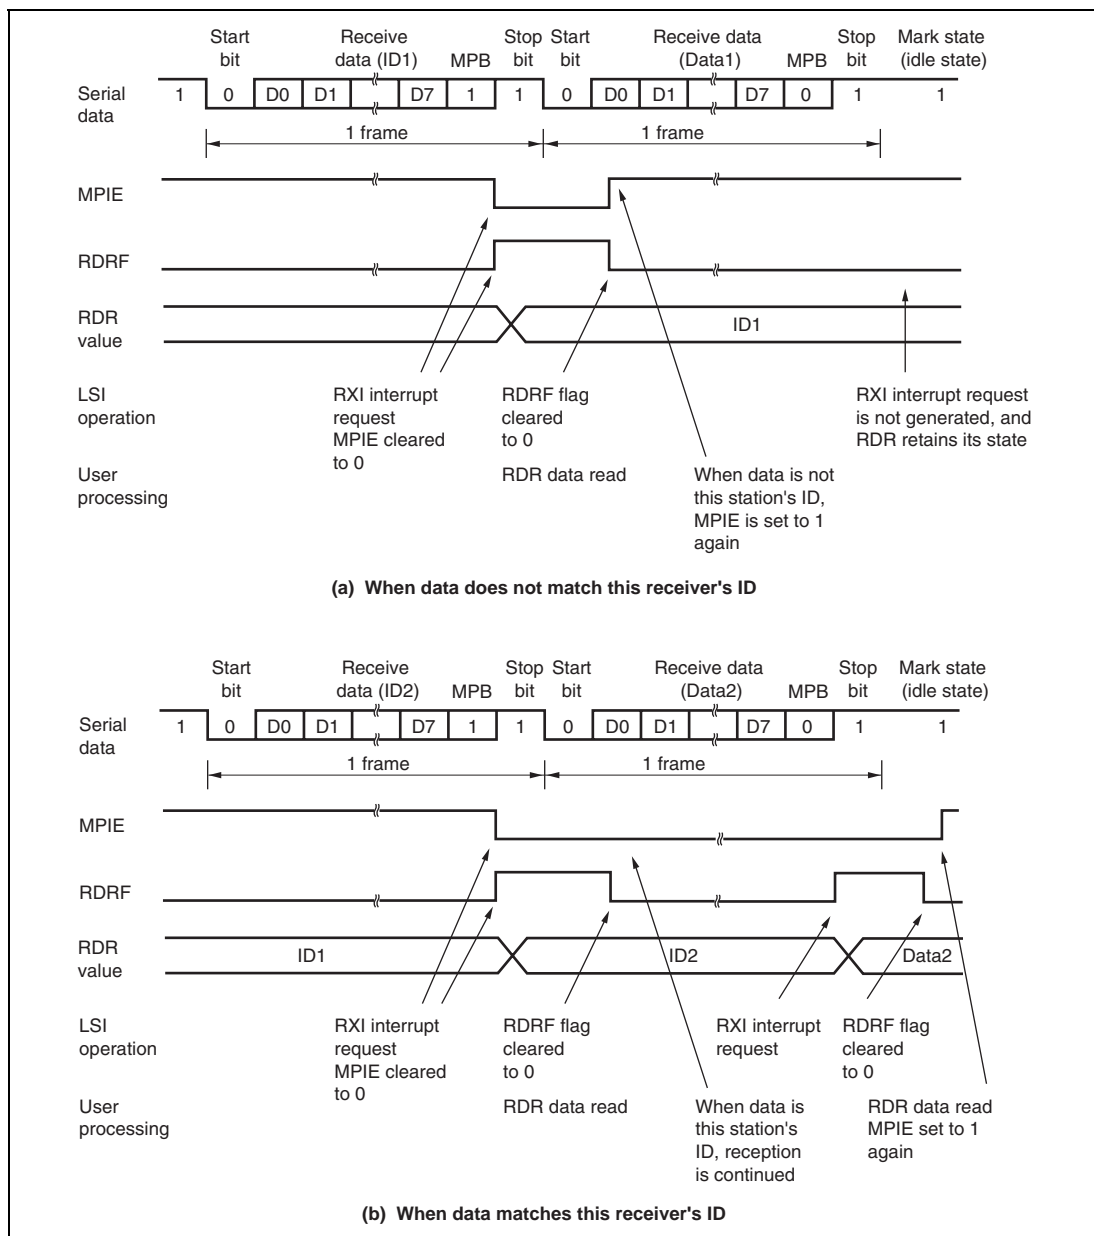 Start bit Receive data (ID1) MPB Stop bit Start bit Receive data (Data1) MPB Stop bit Mark state (idle state)
Serial data 1 0 D0 D1 D7 1 1 0 D0 D1 D7 0 1 1
1 frame 1 frame
MPIE
RDRF
RDR value ID1
LSI operation
RXI interrupt request MPIE cleared to 0
RDRF flag cleared to 0
RXI interrupt request is not generated, and RDR retains its state
User processing
RDR data read
When data is not this station's ID, MPIE is set to 1 again
(a) When data does not match this receiver's ID
Start bit Receive data (ID2) MPB Stop bit Start bit Receive data (Data2) MPB Stop bit Mark state (idle state)
Serial data 1 0 D0 D1 D7 1 1 0 D0 D1 D7 0 1 1
1 frame 1 frame
MPIE
RDRF
RDR value ID1 ID2 Data2
LSI operation
RXI interrupt request MPIE cleared to 0
RDRF flag cleared to 0
RXI interrupt request
RDRF flag cleared to 0
User processing
RDR data read
When data is this station's ID, reception is continued
RDR data read MPIE set to 1 again
(b) When data matches this receiver's ID